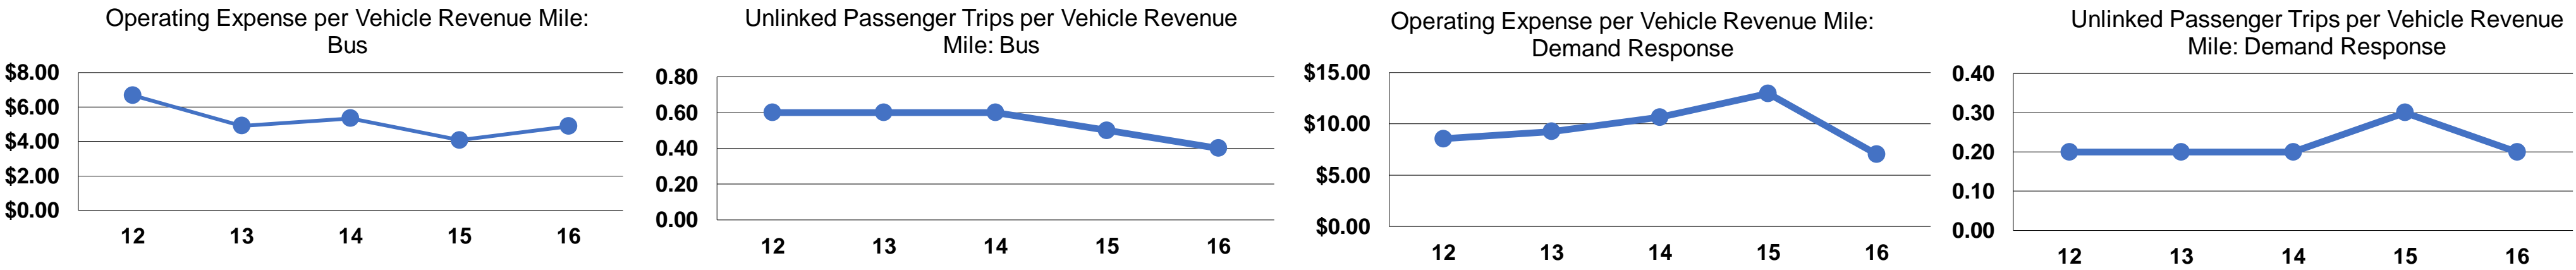 Operating Expense per Vehicle Revenue Mile:
Bus
$8.00
$6.00
$4.00
$2.00
$0.00
12 13 14 15 16
Unlinked Passenger Trips per Vehicle Revenue
Mile: Bus
0.80
0.60
0.40
0.20
0.00
12 13 14 15 16
Operating Expense per Vehicle Revenue Mile:
Demand Response
$15.00
$10.00
$5.00
$0.00
12 13 14 15 16
Unlinked Passenger Trips per Vehicle Revenue
Mile: Demand Response
0.40
0.30
0.20
0.10
0.00
12 13 14 15 16